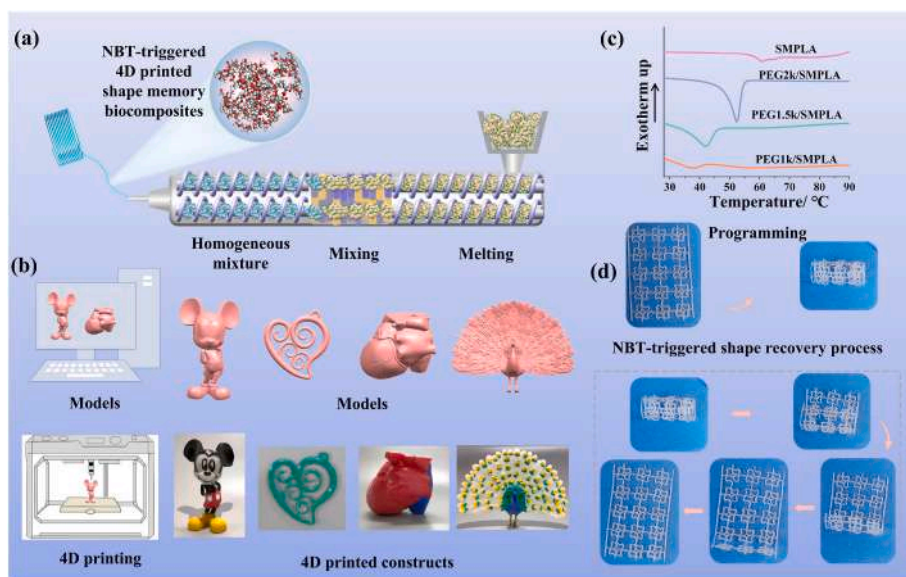 (a)
NBT-triggered
4D printed
shape memory
biocomposites
Homogeneous
mixture
Mixing
Melting
(b)
Models
Models
4D printing
4D printed constructs
(c)
Exotherm up
SMPLA
PEG2k/SMPLA
PEG1.5k/SMPLA
PEG1k/SMPLA
30 40 50 60 70 80 90
Temperature/ °C
Programming
(d)
NBT-triggered shape recovery process